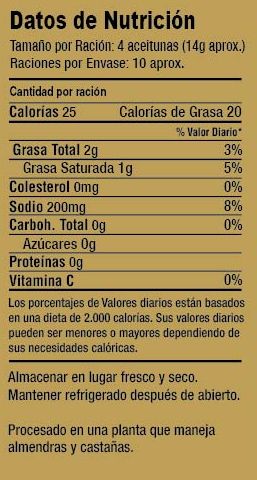 Datos de Nutrición
Tamaño por Ración: 4 aceitunas (14g aprox.)
Raciones por Envase: 10 aprox.
Cantidad por ración
Calorías 25 Calorías de Grasa 20
% Valor Diario*
Grasa Total 2g 3%
Grasa Saturada 1g 5%
Colesterol 0mg 0%
Sodio 200mg 8%
Carboh. Total 0g 0%
Azúcares 0g
Proteínas 0g
Vitamina C 0%
Los porcentajes de Valores diarios están basados
en una dieta de 2.000 calorías. Sus valores diarios
pueden ser menores o mayores dependiendo de
sus necesidades calóricas.
Almacenar en lugar fresco y seco.
Mantener refrigerado después de abierto.
Procesado en una planta que maneja
almendras y castañas.